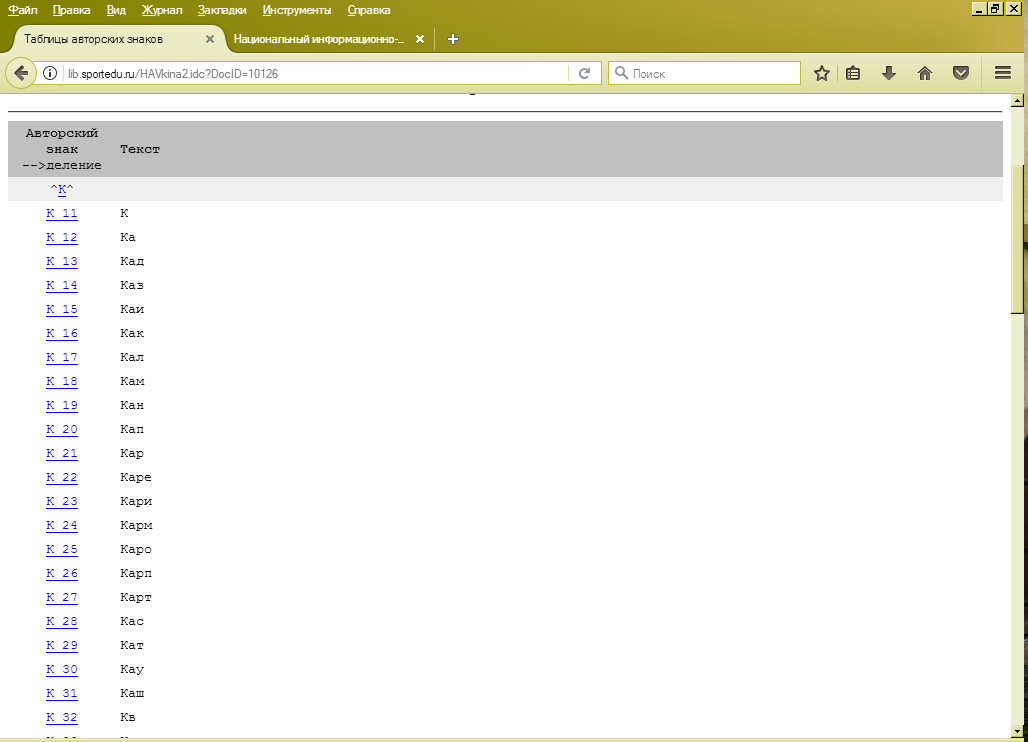 Файл Правка Вид Журнал Закладки Инструменты Справка
Таблицы авторских знаков Национальный информационно-...
lib.sportedu.ru/HAVkina2.idc?DocID=10126 Поиск
Авторский знак -->деление Текст
^К^
К 11 К
К 12 Ка
К 13 Кад
К 14 Каз
К 15 Каи
К 16 Как
К 17 Кал
К 18 Кам
К 19 Кан
К 20 Кап
К 21 Кар
К 22 Каре
К 23 Кари
К 24 Карм
К 25 Каро
К 26 Карп
К 27 Карт
К 28 Кас
К 29 Кат
К 30 Кау
К 31 Каш
К 32 Кв